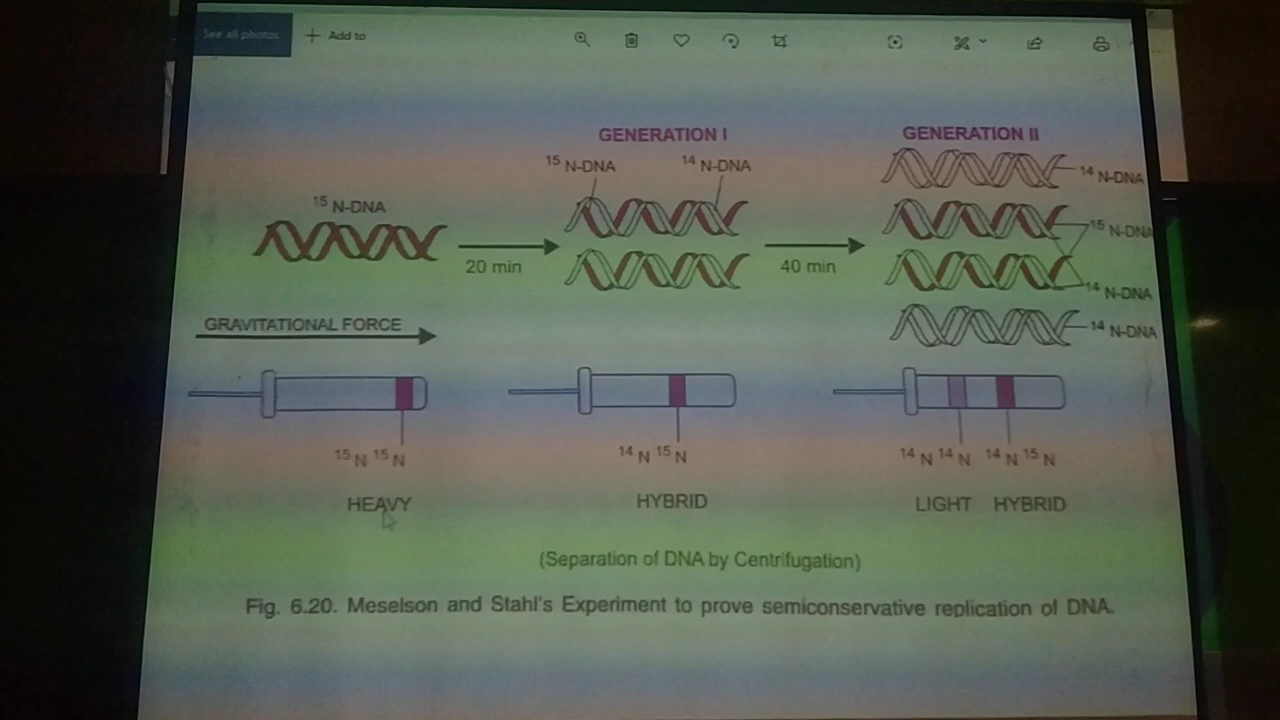 See all photos + Add to
GENERATION I
GENERATION II
15 N-DNA
14 N-DNA
14 N-DNA
15 N-DNA
15 N-DNA
20 min
40 min
14 N-DNA
14 N-DNA
GRAVITATIONAL FORCE
15 N 15 N
14 N 15 N
14 N 14 N
14 N 15 N
HEAVY
HYBRID
LIGHT
HYBRID
(Separation of DNA by Centrifugation)
Fig. 6.20. Meselson and Stahl's Experiment to prove semiconservative replication of DNA.